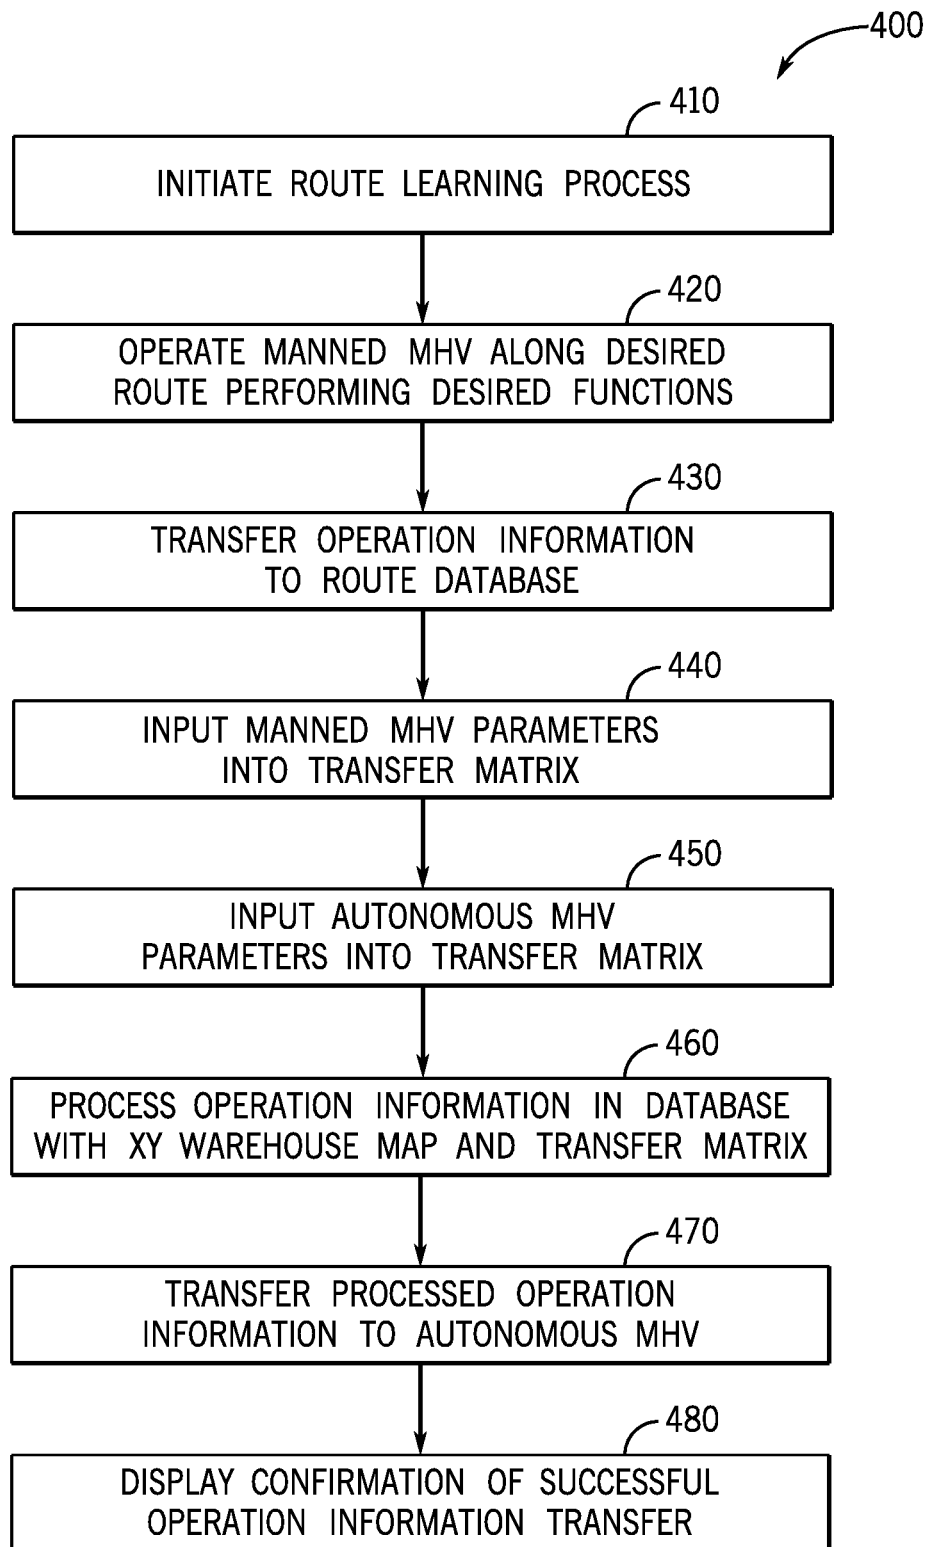 400
410
INITIATE ROUTE LEARNING PROCESS
420
OPERATE MANNED MHV ALONG DESIRED
ROUTE PERFORMING DESIRED FUNCTIONS
430
TRANSFER OPERATION INFORMATION
TO ROUTE DATABASE
440
INPUT MANNED MHV PARAMETERS
INTO TRANSFER MATRIX
450
INPUT AUTONOMOUS MHV
PARAMETERS INTO TRANSFER MATRIX
460
PROCESS OPERATION INFORMATION IN DATABASE
WITH XY WAREHOUSE MAP AND TRANSFER MATRIX
470
TRANSFER PROCESSED OPERATION
INFORMATION TO AUTONOMOUS MHV
480
DISPLAY CONFIRMATION OF SUCCESSFUL
OPERATION INFORMATION TRANSFER